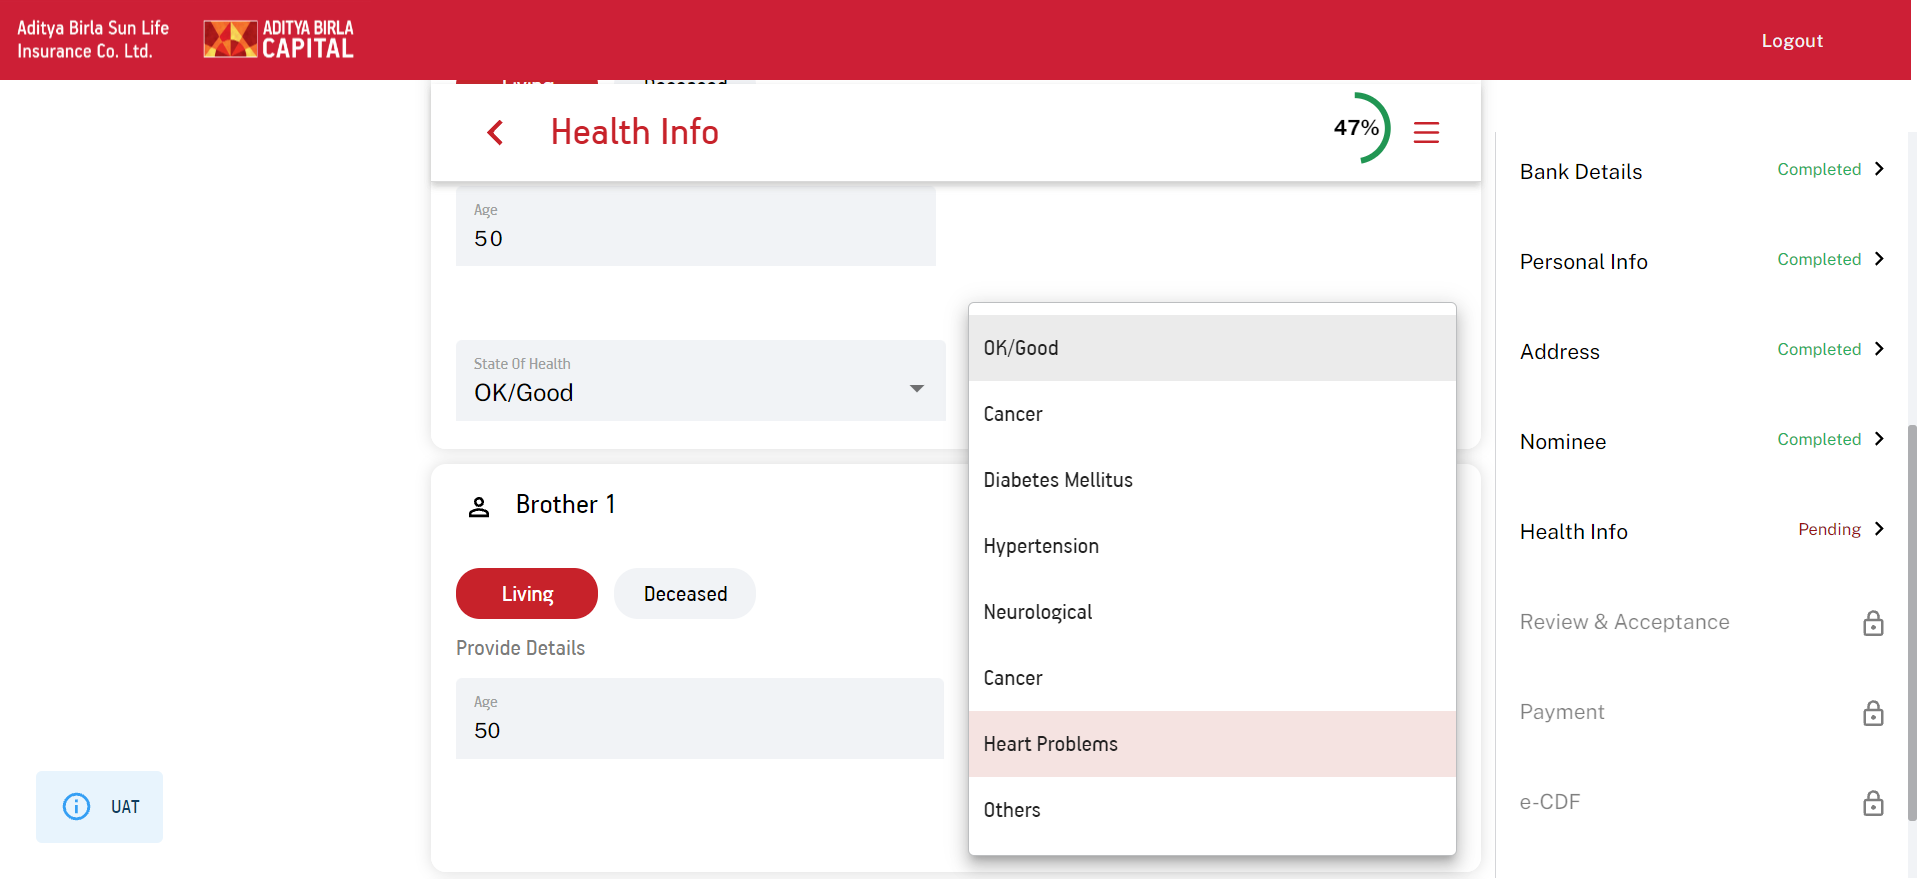 Aditya Birla Sun Life
Insurance Co. Ltd.
ADITYA BIRLA
CAPITAL
Logout
Living
Deceased
Health Info
47%
Age
50
State Of Health
OK/Good
Brother 1
Living
Deceased
Provide Details
Age
50
OK/Good
Cancer
Diabetes Mellitus
Hypertension
Neurological
Cancer
Heart Problems
Others
Bank Details
Completed
Personal Info
Completed
Address
Completed
Nominee
Completed
Health Info
Pending
Review & Acceptance
Payment
e-CDF
UAT